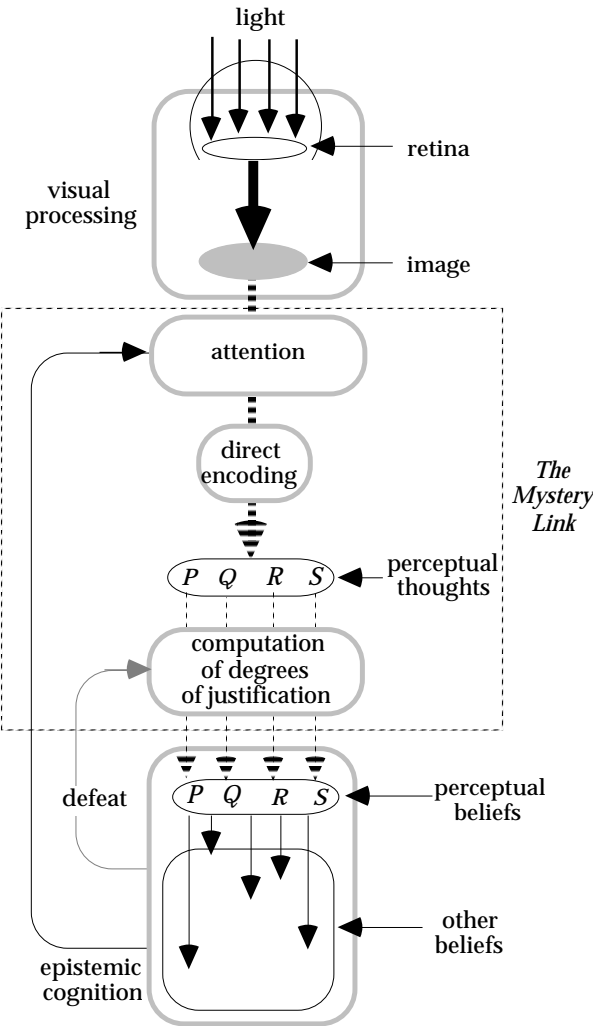 light
retina
visual
processing
image
attention
direct
encoding
The
Mystery
Link
P Q R S
perceptual
thoughts
computation
of degrees
of justification
defeat
P Q R S
perceptual
beliefs
other
beliefs
epistemic
cognition